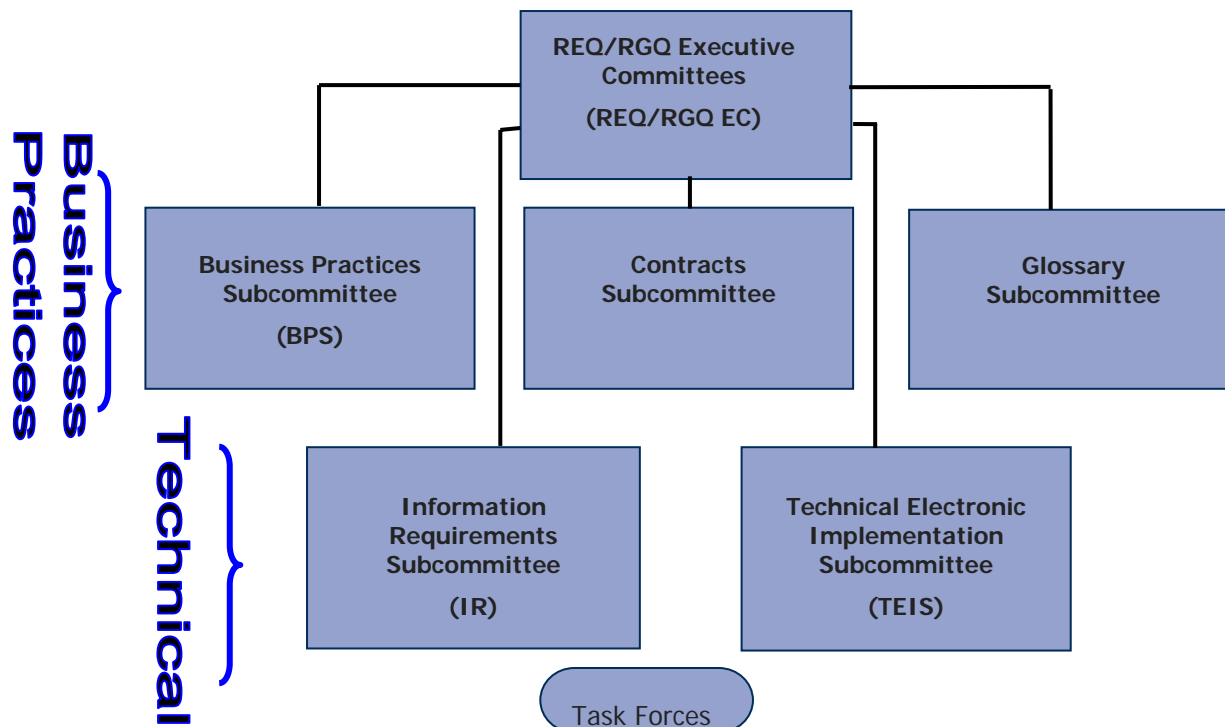 REQ/RGQ Executive
Committees
(REQ/RGQ EC)
Business
Practices
Business Practices
Subcommittee
(BPS)
Contracts
Subcommittee
Glossary
Subcommittee
Technical
Information
Requirements
Subcommittee
(IR)
Technical Electronic
Implementation
Subcommittee
(TEIS)
Task Forces